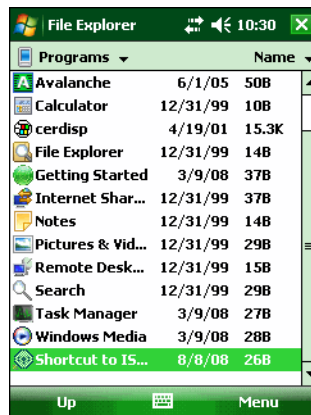 File Explorer 10:30
Programs Name
Avalanche 6/1/05 50B
Calculator 12/31/99 10B
cerdisp 4/19/01 15.3K
File Explorer 12/31/99 14B
Getting Started 3/9/08 37B
Internet Shar... 12/31/99 37B
Notes 12/31/99 14B
Pictures & Vid... 12/31/99 29B
Remote Desk... 12/31/99 15B
Search 12/31/99 29B
Task Manager 3/9/08 27B
Windows Media 3/9/08 28B
Shortcut to IS... 8/8/08 26B
Up Menu